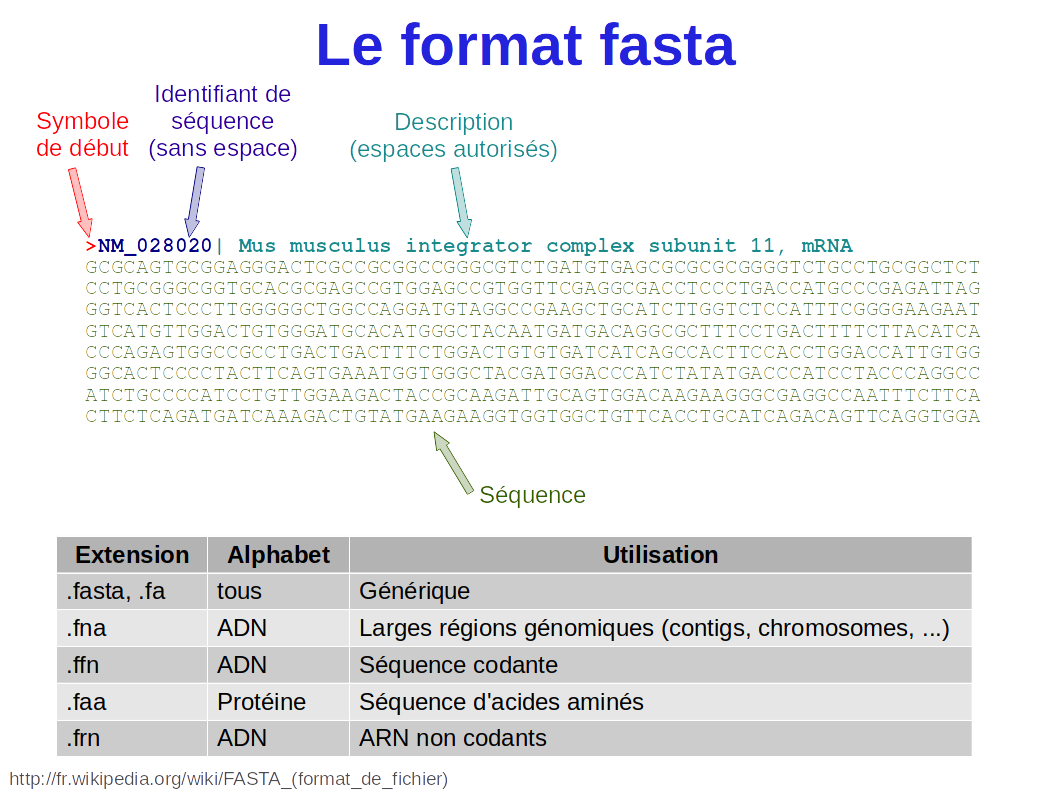 Le format fasta
Identifiant de
séquence
(sans espace)
Symbole
de début
Description
(espaces autorisés)
>NM_028020| Mus musculus integrator complex subunit 11, mRNA
GCGCAGTGCGGAGGGACTCGCCGCGGCCGGGCGTCTGATGTGAGCGCGCGCGGGGTCTGCCTGCGGCTCT
CCTGCGGGCGGTGCACGCGAGCCGTGGAGCCGTGGTTCGAGGCGACCTCCCTGACCATGCCCGAGATTAG
GGTCACTCCCTTGGGGGCTGGCCAGGATGTAGGCCGAAGCTGCATCTTGGTCTCCATTTCGGGGAAGAAT
GTCATGTTGGACTGTGGGATGCACATGGGCTACAATGATGACAGGCGCTTTCCTGACTTTTCTTACATCA
CCCAGAGTGGCCGCCTGACTGACTTTCTGGACTGTGTGATCATCAGCCACTTCCACCTGGACCATTGTGG
GGCACTCCCCTACTTCAGTGAAATGGTGGGCTACGATGGACCCATCTATATGACCCATCCTACCCAGGCC
ATCTGCCCCATCCTGTTGGAAGACTACCGCAAGATTGCAGTGGACAAGAAGGGCGAGGCCAATTTCTTCA
CTTCTCAGATGATCAAAGACTGTATGAAGAAGGTGGTGGCTGTTCACCTGCATCAGACAGTTCAGGTGGA
Séquence
Extension Alphabet Utilisation
.fasta, .fa tous Générique
.fna ADN Larges régions génomiques (contigs, chromosomes, ...)
.ffn ADN Séquence codante
.faa Protéine Séquence d'acides aminés
.frn ADN ARN non codants
http://fr.wikipedia.org/wiki/FASTA_(format_de_fichier)